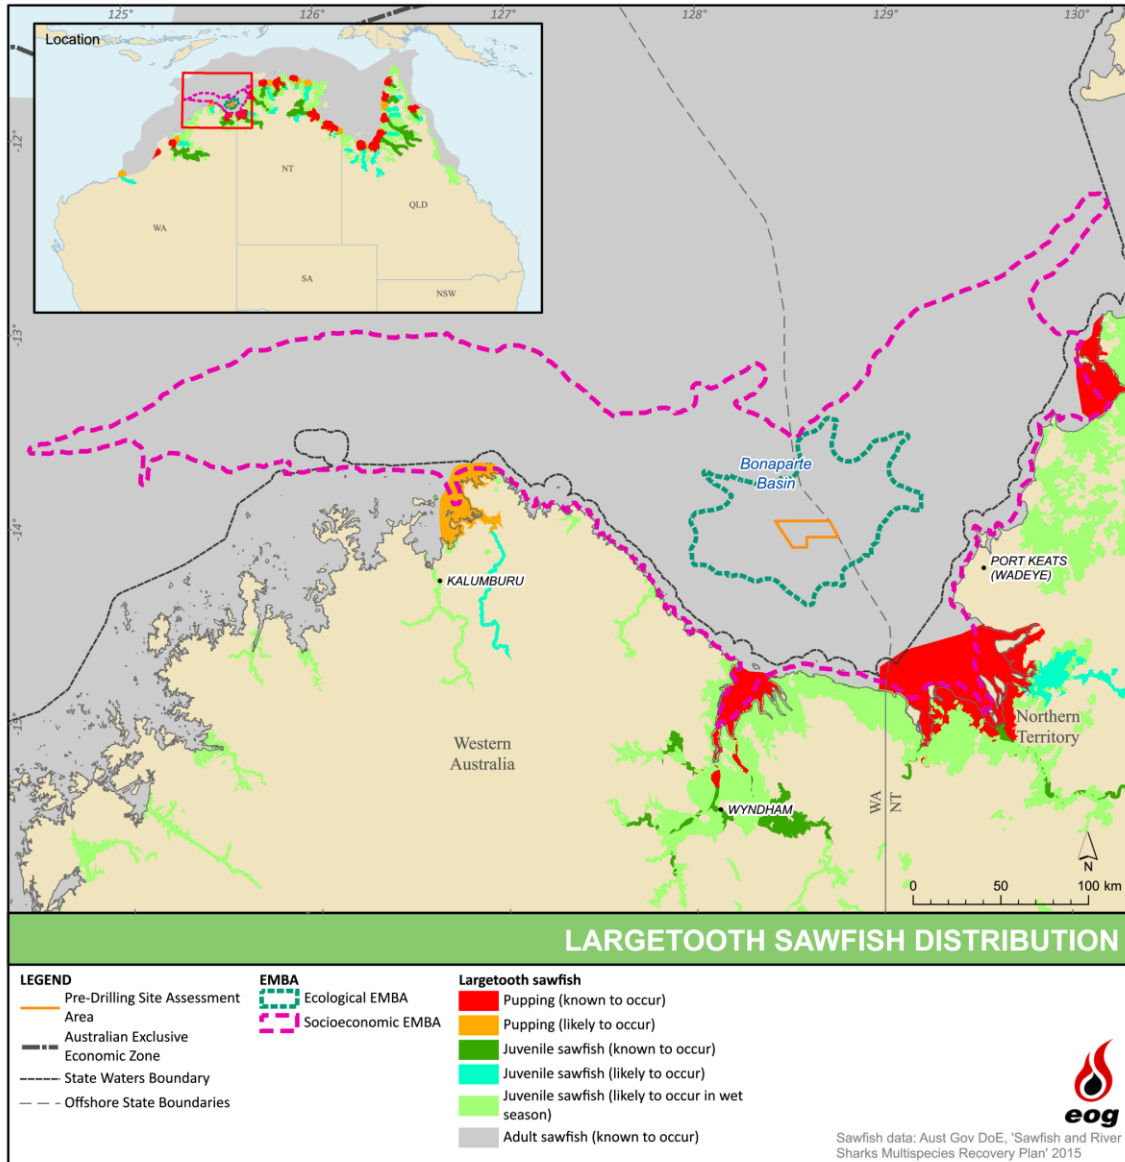 125°
126°
127°
128°
129°
130°
Location
NT
QLD
WA
SA
NSW
-12°
-13°
-14°
Bonaparte
Basin
PORT KEATS
(WADEYE)
KALUMBURU
Northern
Territory
Western
Australia
WYNDHAM
WA
NT
N
0 50 100 km
LARGETOOTH SAWFISH DISTRIBUTION
LEGEND
Pre-Drilling Site Assessment
Area
Australian Exclusive
Economic Zone
State Waters Boundary
Offshore State Boundaries
EMBA
Ecological EMBA
Socioeconomic EMBA
Largetooth sawfish
Pupping (known to occur)
Pupping (likely to occur)
Juvenile sawfish (known to occur)
Juvenile sawfish (likely to occur)
Juvenile sawfish (likely to occur in wet
season)
Adult sawfish (known to occur)
eog
Sawfish data: Aust Gov DoE, 'Sawfish and River
Sharks Multispecies Recovery Plan' 2015